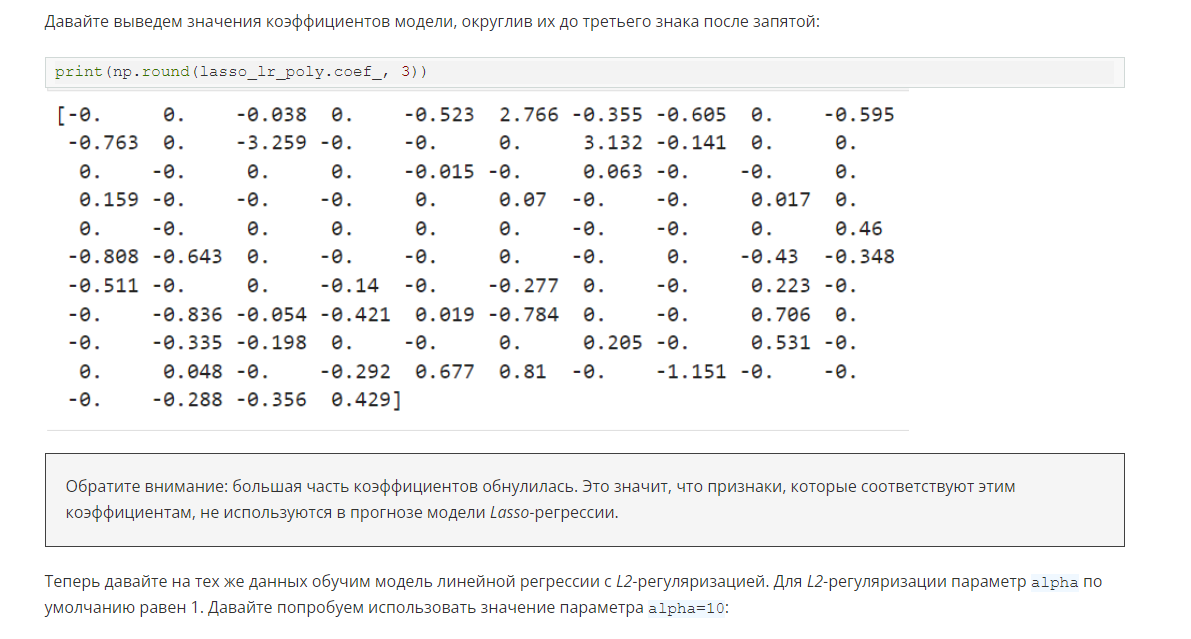 Давайте выведем значения коэффициентов модели, округлив их до третьего знака после запятой:
print(np.round(lasso_lr_poly.coef_, 3))
[-0. 0. -0.038 0. -0.523 2.766 -0.355 -0.605 0. -0.595
-0.763 0. -3.259 -0. -0. 0. 3.132 -0.141 0. 0.
0. -0. 0. 0. -0.015 -0. 0.063 -0. -0. 0.
0.159 -0. -0. -0. 0. 0.07 -0. -0. 0.017 0.
0. -0. 0. 0. 0. 0. -0. -0. 0. 0.46
-0.808 -0.643 0. -0. -0. 0. -0. 0. -0.43 -0.348
-0.511 -0. 0. -0.14 -0. -0.277 0. -0. 0.223 -0.
-0. -0.836 -0.054 -0.421 0.019 -0.784 0. -0. 0.706 0.
-0. -0.335 -0.198 0. -0. 0. 0.205 -0. 0.531 -0.
0. 0.048 -0. -0.292 0.677 0.81 -0. -1.151 -0. -0.
-0. -0.288 -0.356 0.429]
Обратите внимание: большая часть коэффициентов обнулилась. Это значит, что признаки, которые соответствуют этим
коэффициентам, не используются в прогнозе модели Lasso-регрессии.
Теперь давайте на тех же данных обучим модель линейной регрессии с L2-регуляризацией. Для L2-регуляризации параметр alpha по
умолчанию равен 1. Давайте попробуем использовать значение параметра alpha=10: